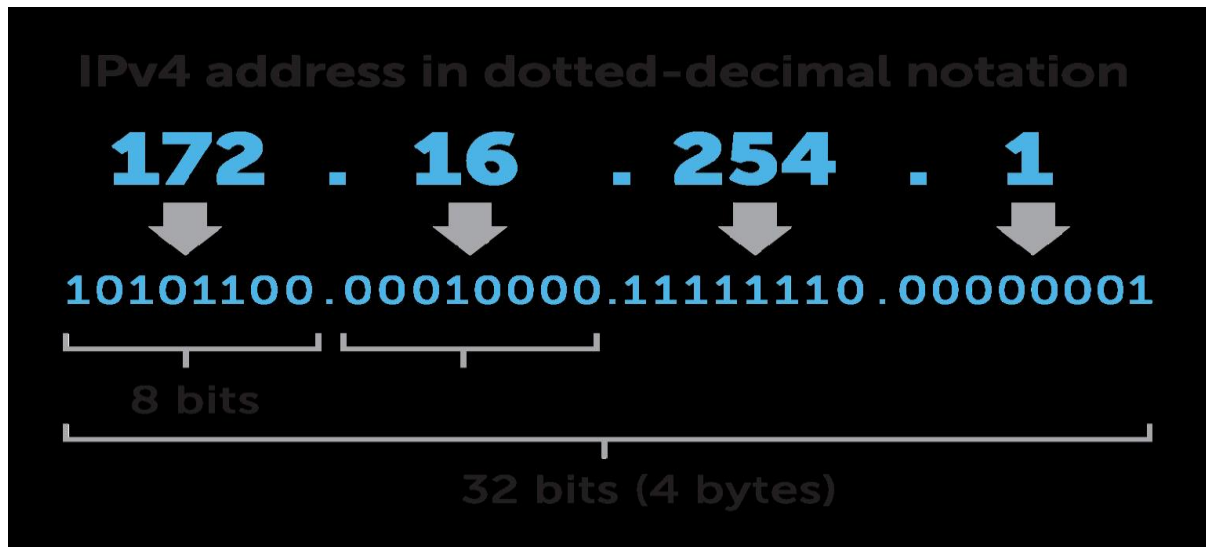 IPv4 address in dotted-decimal notation
172 . 16 . 254 . 1
10101100.00010000.11111110.00000001
8 bits
32 bits (4 bytes)